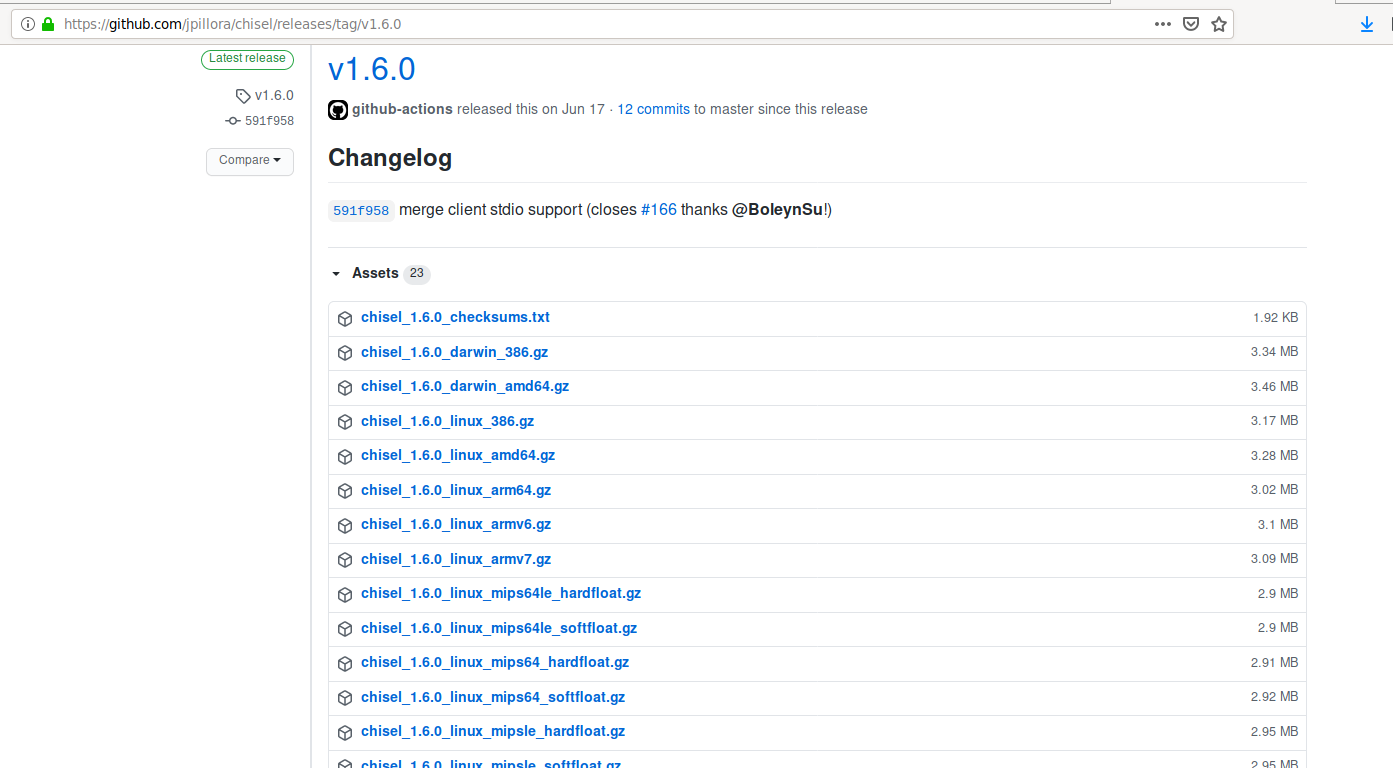 https://github.com/jpillora/chisel/releases/tag/v1.6.0
Latest release
v1.6.0
591f958
Compare
v1.6.0
github-actions released this on Jun 17 · 12 commits to master since this release
Changelog
591f958 merge client stdio support (closes #166 thanks @BoleynSu!)
Assets 23
chisel_1.6.0_checksums.txt 1.92 KB
chisel_1.6.0_darwin_386.gz 3.34 MB
chisel_1.6.0_darwin_amd64.gz 3.46 MB
chisel_1.6.0_linux_386.gz 3.17 MB
chisel_1.6.0_linux_amd64.gz 3.28 MB
chisel_1.6.0_linux_arm64.gz 3.02 MB
chisel_1.6.0_linux_armv6.gz 3.1 MB
chisel_1.6.0_linux_armv7.gz 3.09 MB
chisel_1.6.0_linux_mips64le_hardfloat.gz 2.9 MB
chisel_1.6.0_linux_mips64le_softfloat.gz 2.9 MB
chisel_1.6.0_linux_mips64_hardfloat.gz 2.91 MB
chisel_1.6.0_linux_mips64_softfloat.gz 2.92 MB
chisel_1.6.0_linux_mipsle_hardfloat.gz 2.95 MB
chisel_1.6.0_linux_mipsle_softfloat.gz 2.95 MB